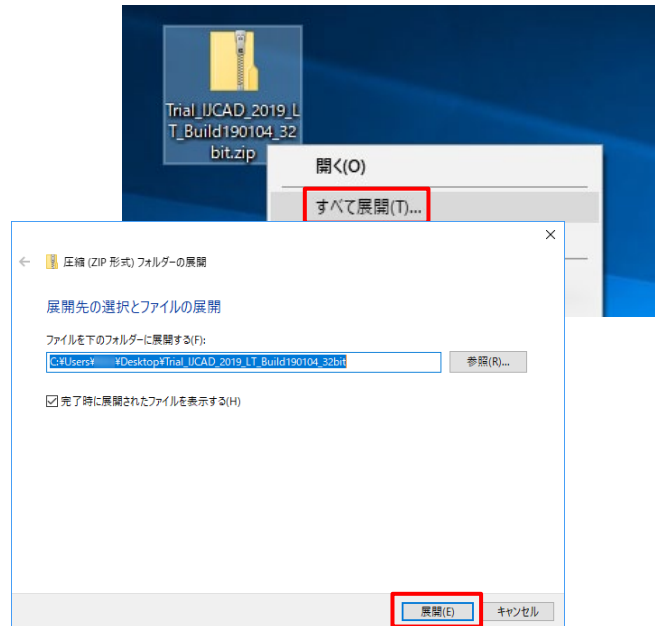 Trial_IJCAD_2019_L
T_Build190104_32
bit.zip
開く(O)
すべて展開(T)...
圧縮 (ZIP 形式) フォルダーの展開
展開先の選択とファイルの展開
ファイルを下のフォルダーに展開する(F):
C:¥Users¥ ¥Desktop¥Trial_IJCAD_2019_LT_Build190104_32bit
参照(R)...
完了時に展開されたファイルを表示する(H)
展開(E)
キャンセル